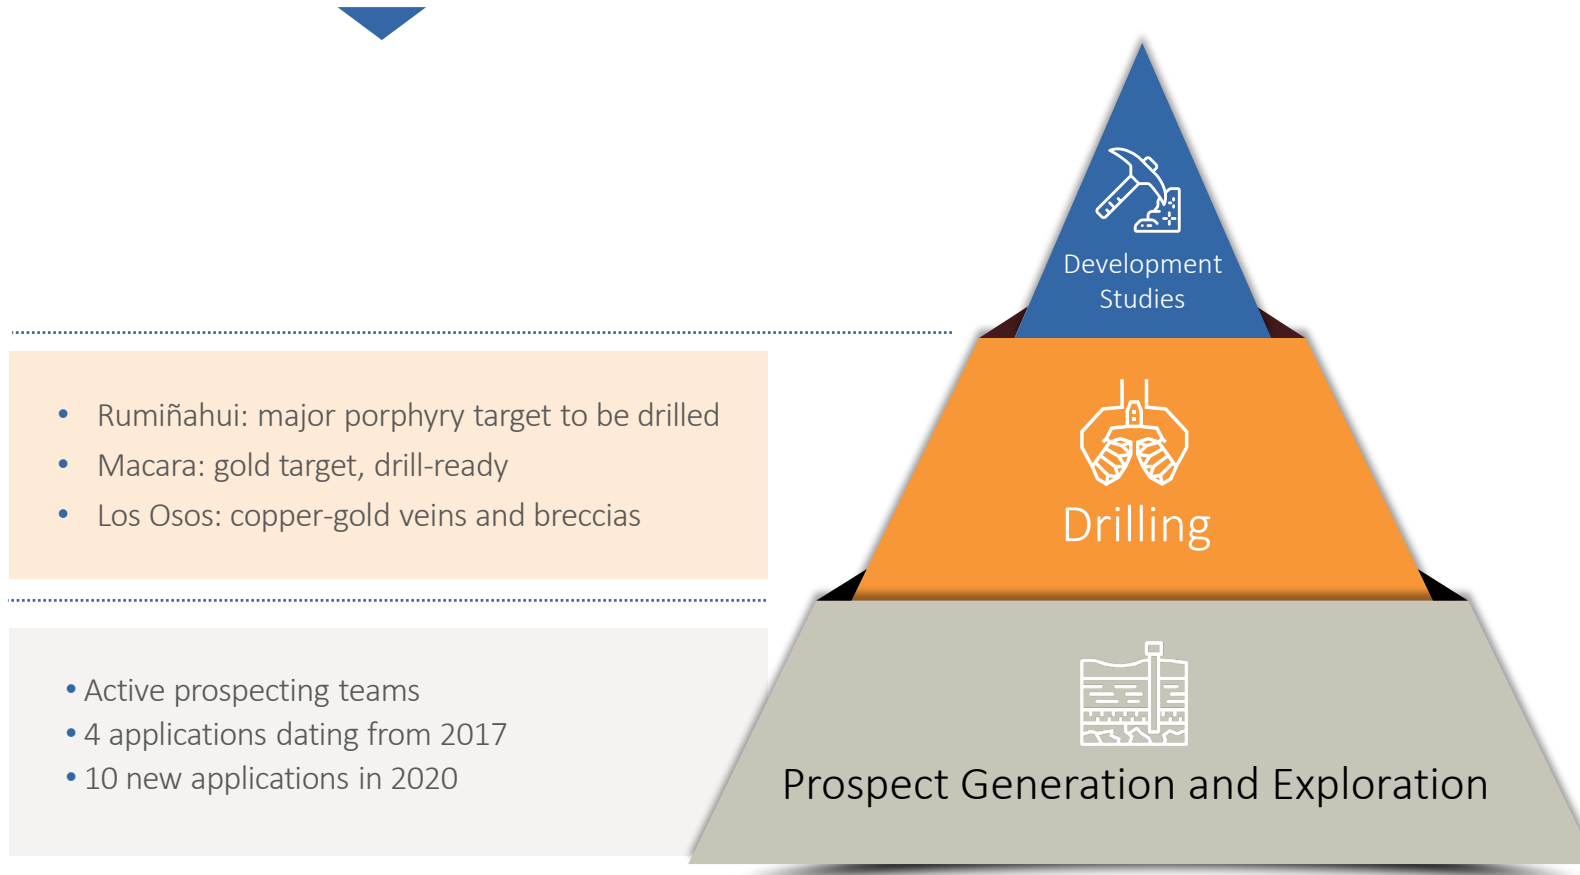 Development
Studies
• Rumiñahui: major porphyry target to be drilled
• Macara: gold target, drill-ready
• Los Osos: copper-gold veins and breccias
Drilling
• Active prospecting teams
• 4 applications dating from 2017
• 10 new applications in 2020
Prospect Generation and Exploration